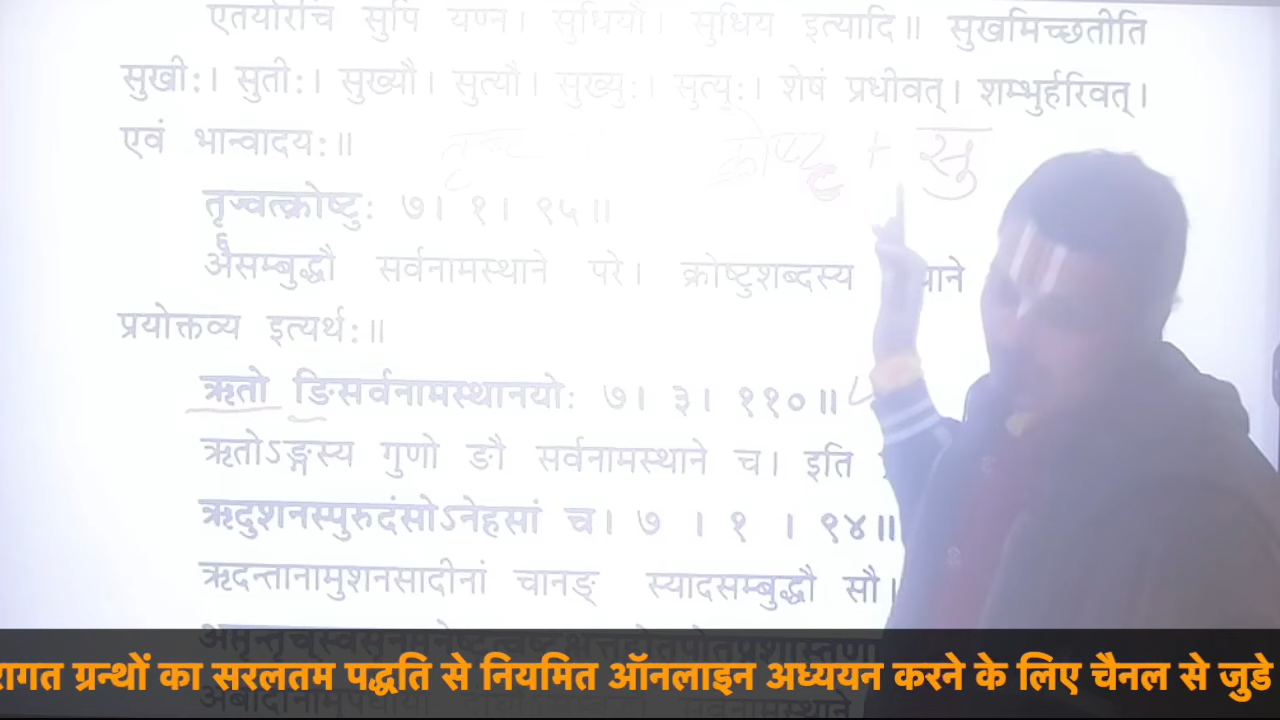 एतयोरचि सुपि यण्न। सुधियौ। सुधिय इत्यादि॥ सुखमिच्छतीति
सुखीः। सुतीः। सुख्यौ। सुत्यौ। सुख्युः। सुत्युः। शेषं प्रधीवत्। शम्भुर्हरिवत्।
एवं भान्वादयः॥
क्रोष्टृ + सु
तृज्वत्क्रोष्टुः ७। १। ९५॥
असम्बुद्धौ सर्वनामस्थाने परे। क्रोष्टुशब्दस्य
प्रयोक्तव्य इत्यर्थः॥
ऋतो ङिसर्वनामस्थानयोः ७। ३। ११०॥
ऋतोऽङ्गस्य गुणो ङौ सर्वनामस्थाने च। इति
ऋदुशनस्पुरुदंसोऽनेहसां च। ७ । १ । ९४॥
ऋदन्तानामुशनसादीनां चानङ् स्यादसम्बुद्धौ सौ।
ग्रन्थों का सरलतम पद्धति से नियमित ऑनलाइन अध्ययन करने के लिए चैनल से जुडे